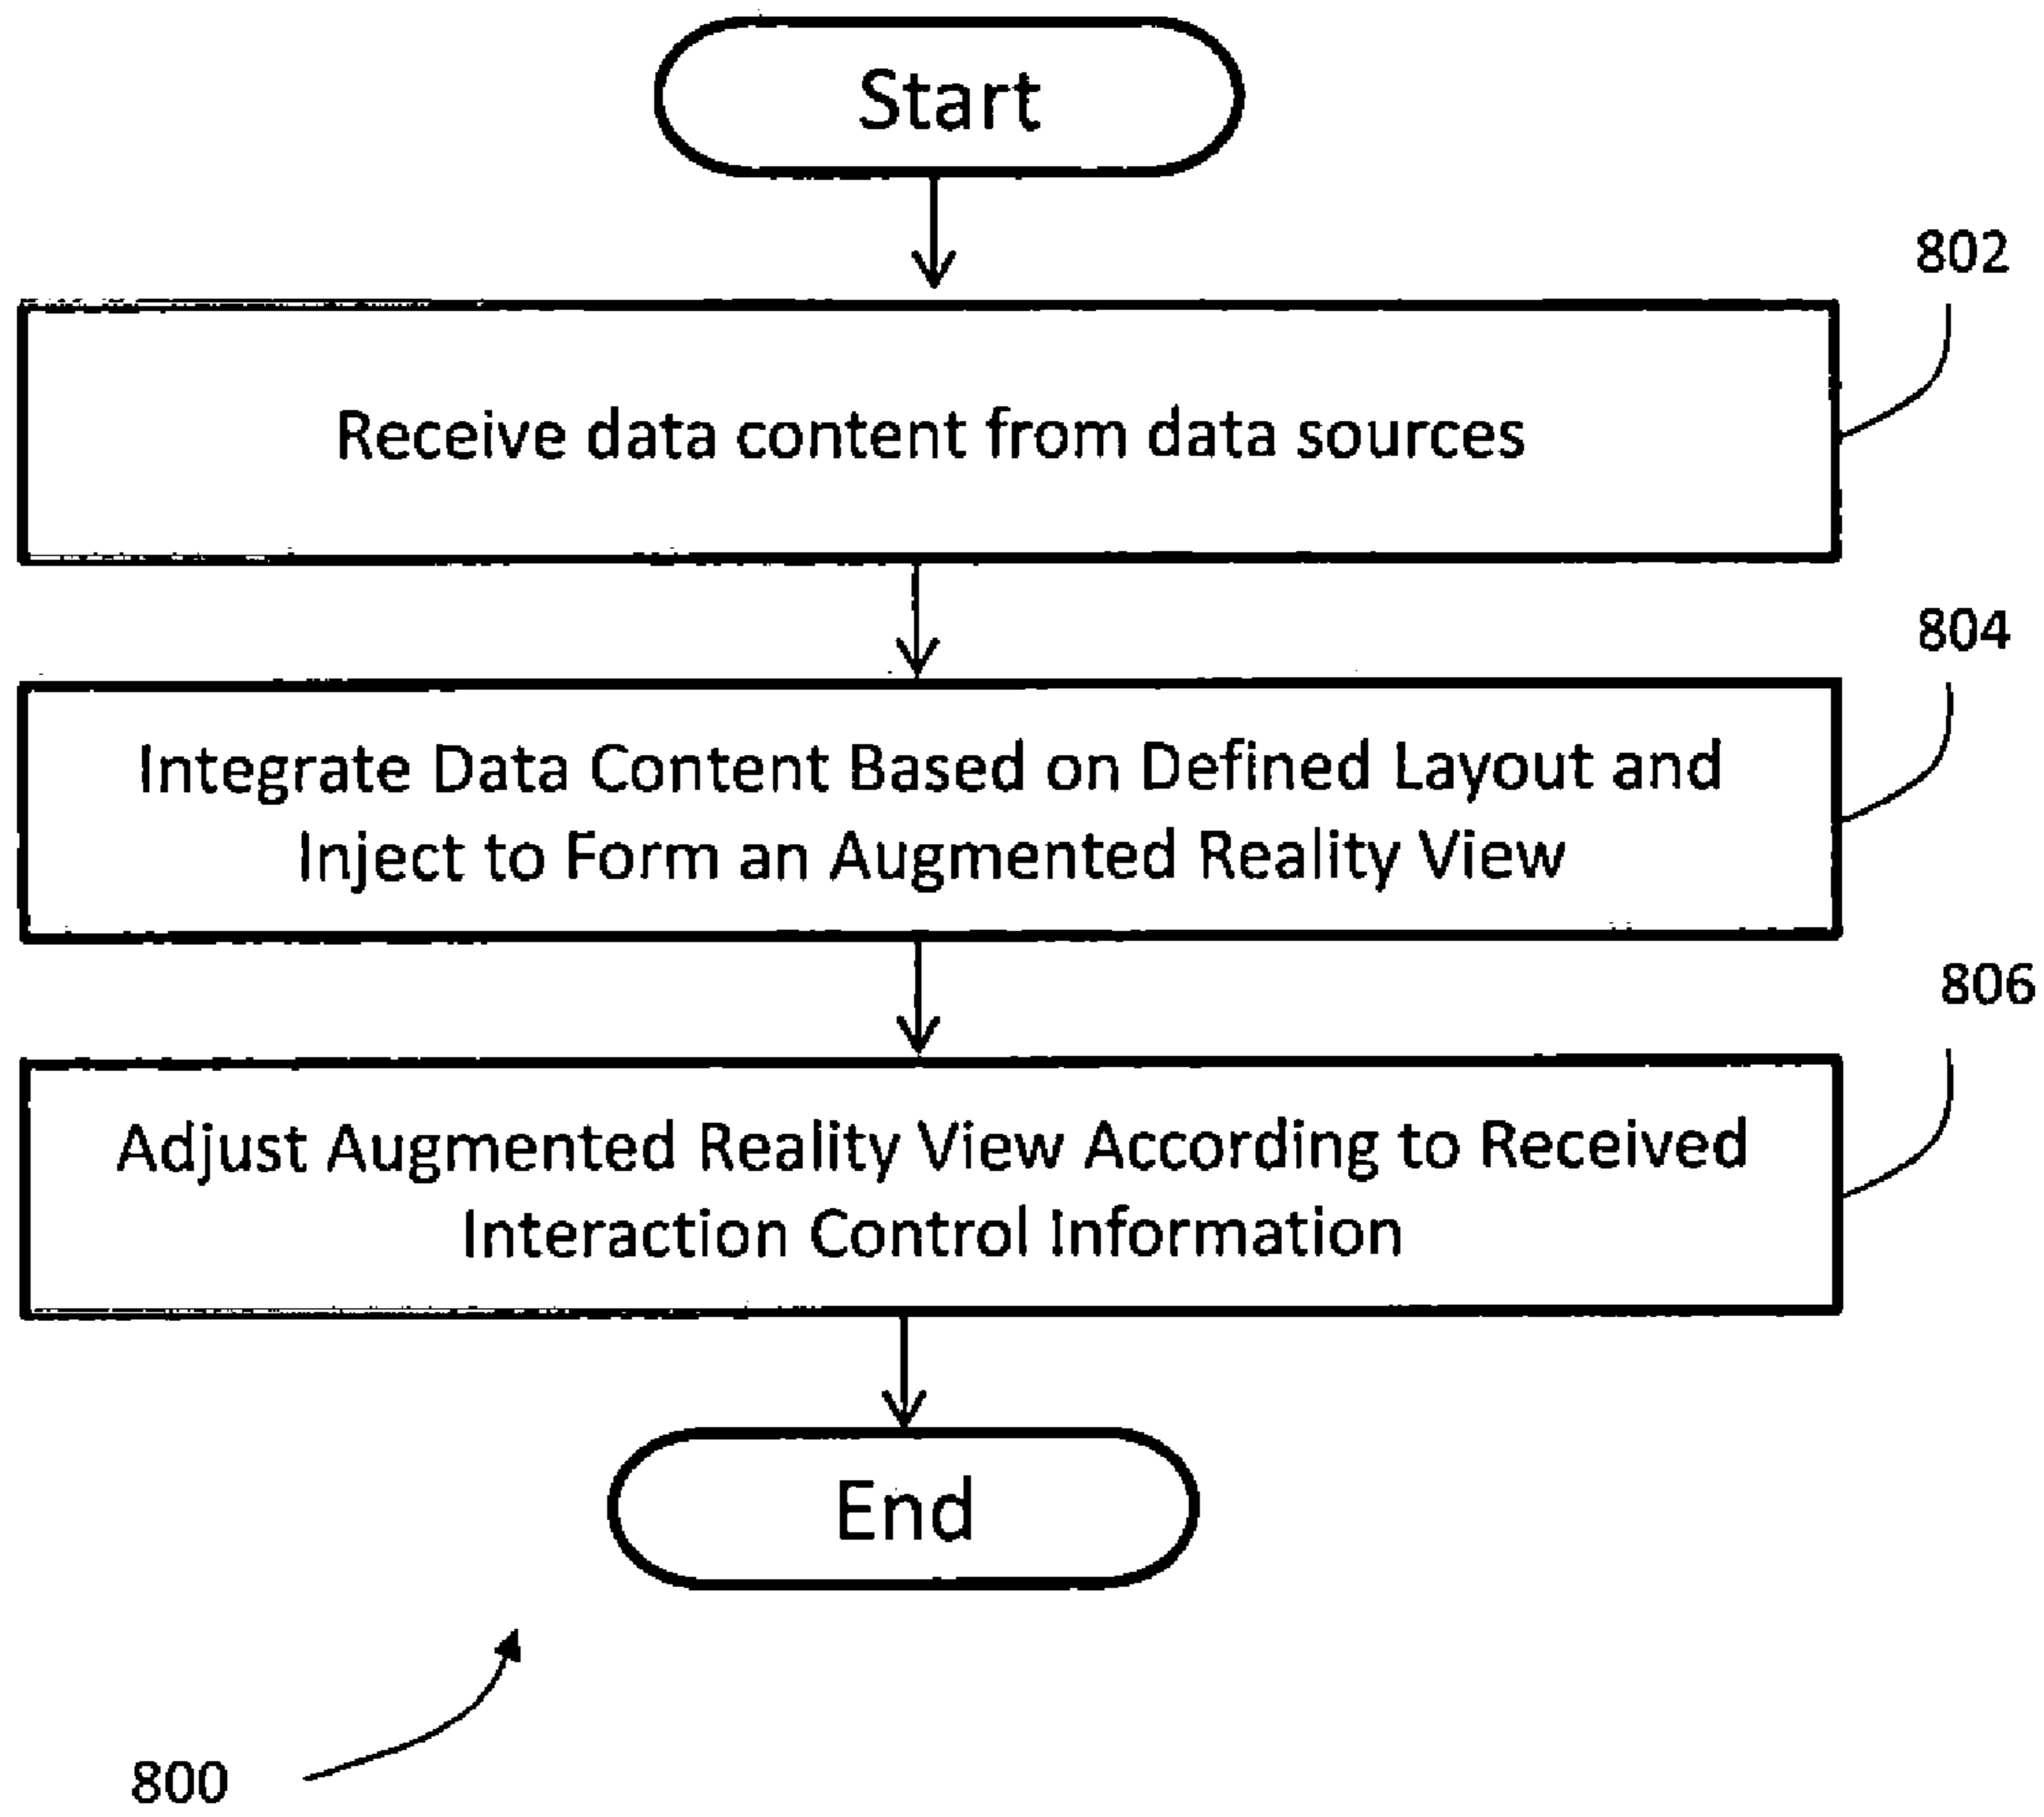 Start
802
Receive data content from data sources
804
Integrate Data Content Based on Defined Layout and
Inject to Form an Augmented Reality View
806
Adjust Augmented Reality View According to Received
Interaction Control Information
End
800